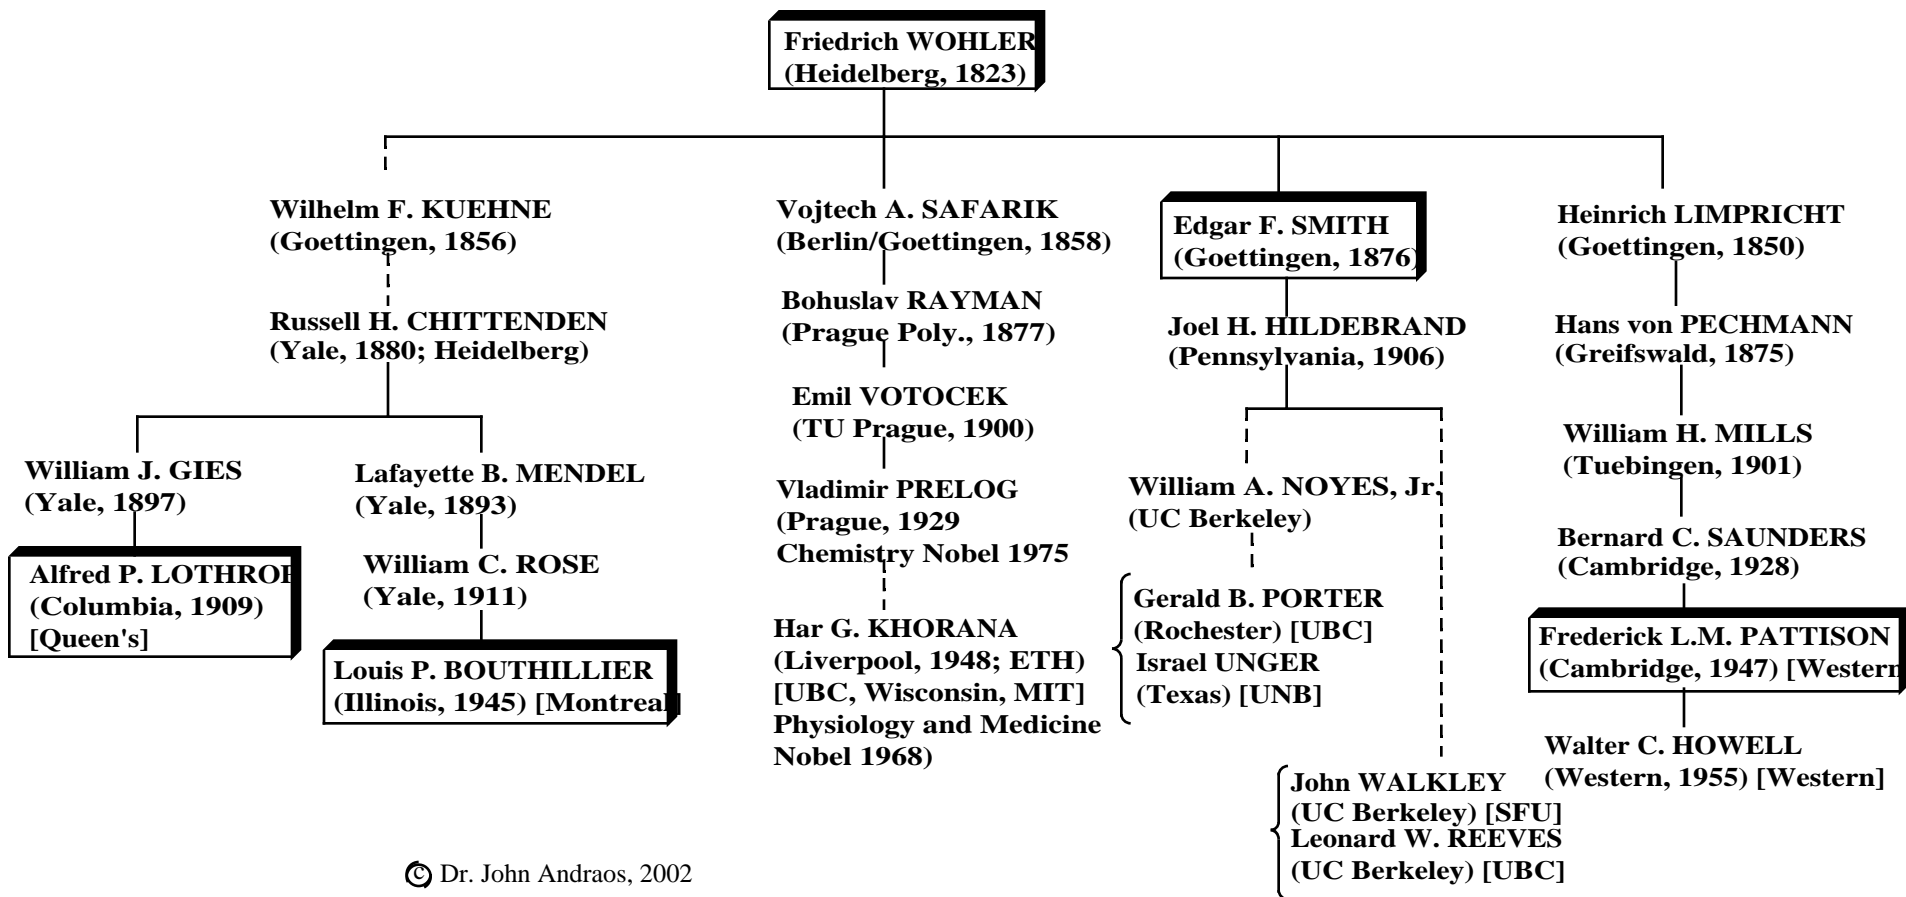 Friedrich WOHLER
(Heidelberg, 1823)
Wilhelm F. KUEHNE
(Goettingen, 1856)
Russell H. CHITTENDEN
(Yale, 1880; Heidelberg)
William J. GIES
(Yale, 1897)
Alfred P. LOTHROP
(Columbia, 1909)
[Queen's]
Lafayette B. MENDEL
(Yale, 1893)
William C. ROSE
(Yale, 1911)
Louis P. BOUTHILLIER
(Illinois, 1945) [Montreal]
Vojtech A. SAFARIK
(Berlin/Goettingen, 1858)
Bohuslav RAYMAN
(Prague Poly., 1877)
Emil VOTOCEK
(TU Prague, 1900)
Vladimir PRELOG
(Prague, 1929
Chemistry Nobel 1975
Har G. KHORANA
(Liverpool, 1948; ETH)
[UBC, Wisconsin, MIT]
Physiology and Medicine
Nobel 1968)
Edgar F. SMITH
(Goettingen, 1876)
Joel H. HILDEBRAND
(Pennsylvania, 1906)
William A. NOYES, Jr.
(UC Berkeley)
Gerald B. PORTER
(Rochester) [UBC]
Israel UNGER
(Texas) [UNB]
John WALKLEY
(UC Berkeley) [SFU]
Leonard W. REEVES
(UC Berkeley) [UBC]
Heinrich LIMPRICHT
(Goettingen, 1850)
Hans von PECHMANN
(Greifswald, 1875)
William H. MILLS
(Tuebingen, 1901)
Bernard C. SAUNDERS
(Cambridge, 1928)
Frederick L.M. PATTISON
(Cambridge, 1947) [Western
Walter C. HOWELL
(Western, 1955) [Western]
© Dr. John Andraos, 2002